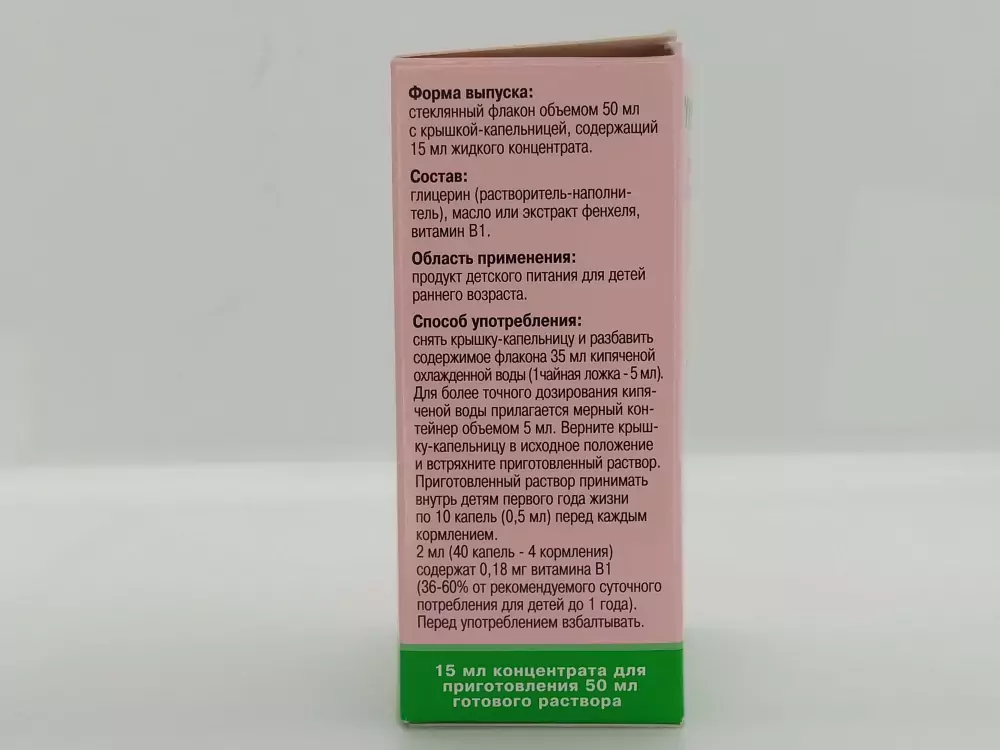 Форма выпуска:
стеклянный флакон объемом 50 мл
с крышкой-капельницей, содержащий
15 мл жидкого концентрата.
Состав:
глицерин (растворитель-наполни-
тель), масло или экстракт фенхеля,
витамин В1.
Область применения:
продукт детского питания для детей
раннего возраста.
Способ употребления:
снять крышку-капельницу и разбавить
содержимое флакона 35 мл кипяченой
охлажденной воды (1чайная ложка - 5 мл).
Для более точного дозирования кипя-
ченой воды прилагается мерный кон-
тейнер объемом 5 мл. Верните крыш-
ку-капельницу в исходное положение
и встряхните приготовленный раствор.
Приготовленный раствор принимать
внутрь детям первого года жизни
по 10 капель (0,5 мл) перед каждым
кормлением.
2 мл (40 капель - 4 кормления)
содержат 0,18 мг витамина В1
(36-60% от рекомендуемого суточного
потребления для детей до 1 года).
Перед употреблением взбалтывать.
15 мл концентрата для
приготовления 50 мл
готового раствора